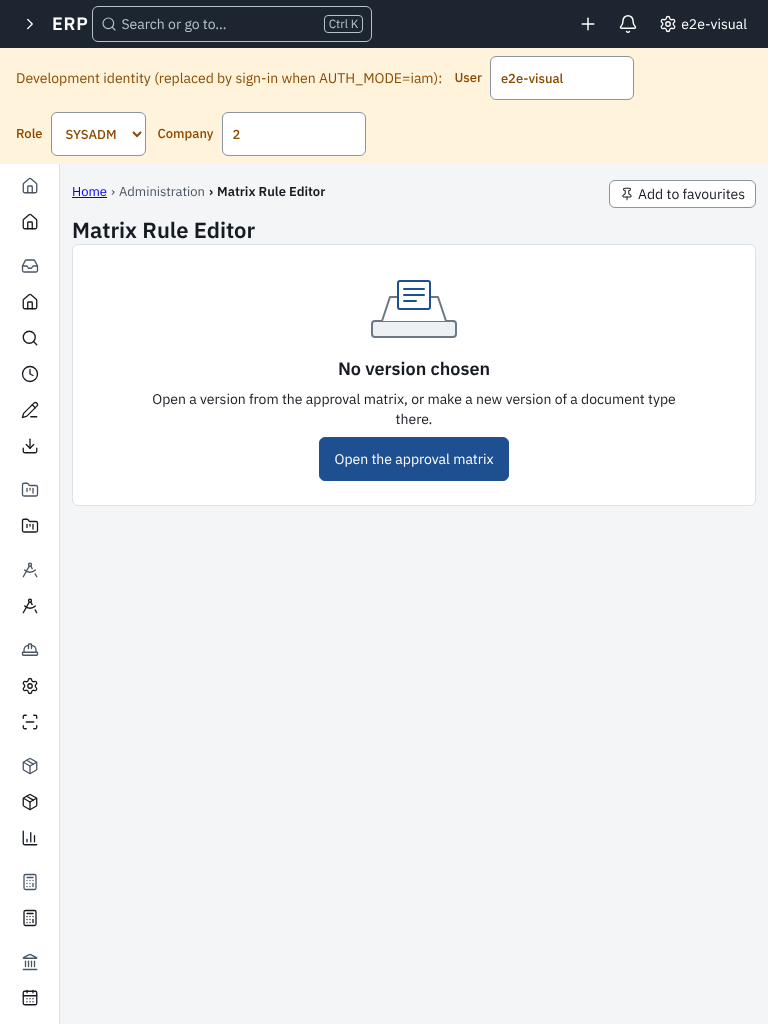 ERP
Search or go to...
Ctrl K
e2e-visual
Development identity (replaced by sign-in when AUTH_MODE=iam):
User
e2e-visual
Role
SYSADM
Company
2
Home › Administration › Matrix Rule Editor
Add to favourites
Matrix Rule Editor
No version chosen
Open a version from the approval matrix, or make a new version of a document type
there.
Open the approval matrix